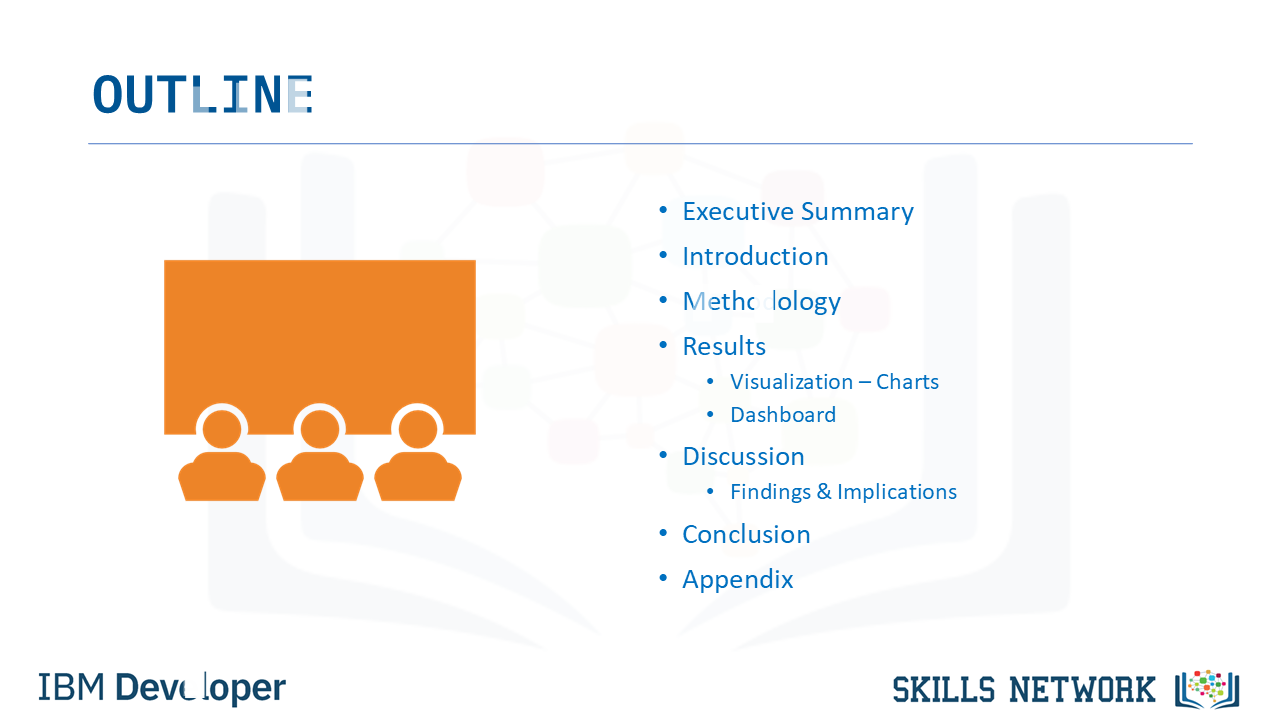 OUTLINE
• Executive Summary
• Introduction
• Methodology
• Results
• Visualization – Charts
• Dashboard
• Discussion
• Findings & Implications
• Conclusion
• Appendix
IBM Developer
SKILLS NETWORK